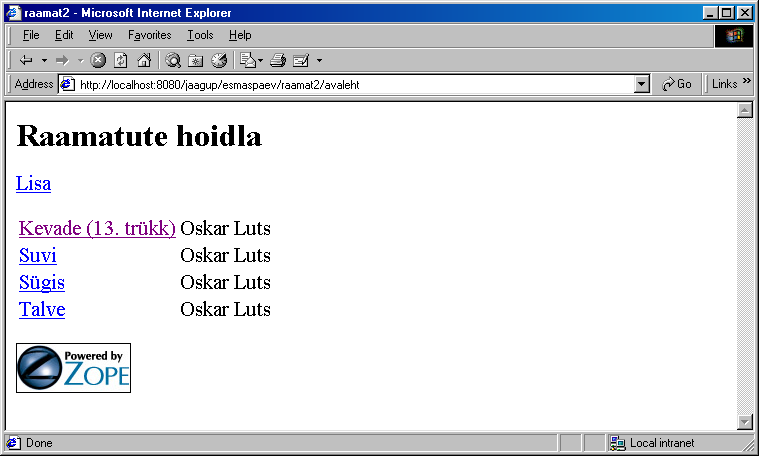 raamat2 - Microsoft Internet Explorer
File Edit View Favorites Tools Help
Address http://localhost:8080/jaagup/esmaspaev/raamat2/avaleht Go Links »
Raamatute hoidla
Lisa
Kevade (13. trükk) Oskar Luts
Suvi Oskar Luts
Sügis Oskar Luts
Talve Oskar Luts
Powered by
ZOPE
Done Local intranet